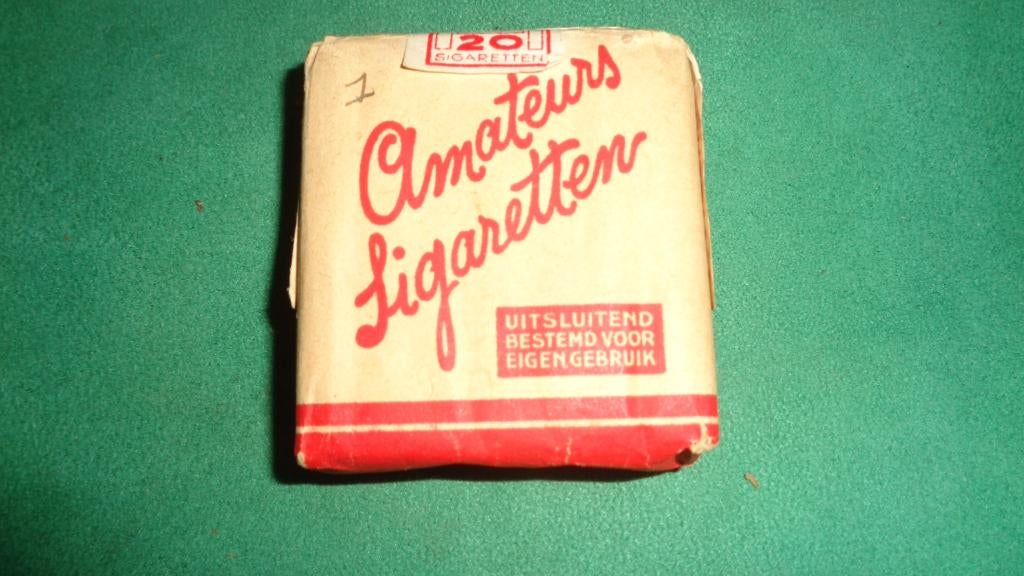 20
SIGARETTEN
1
Amateurs
Sigaretten
UITSLUITEND
BESTEMD VOOR
EIGEN GEBRUIK